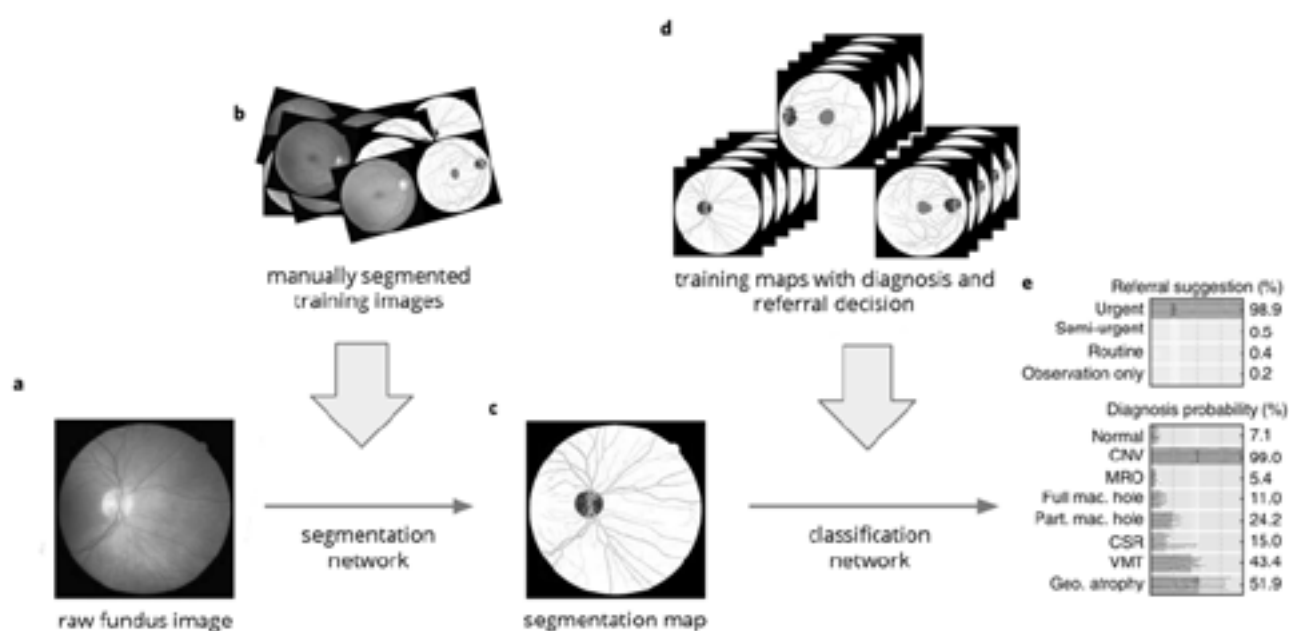 d
b
manually segmented
training images
training maps with diagnosis and
referral decision
e
Referral suggestion (%)
Urgent 98.9
Semi-urgent 0.5
Routine 0.4
Observation only 0.2
a
c
Diagnosis probability (%)
Normal 7.1
CNV 99.0
MRO 5.4
Full mac. hole 11.0
Part. mac. hole 24.2
CSR 15.0
VMT 43.4
Geo. atrophy 51.9
segmentation
network
classification
network
raw fundus image
segmentation map